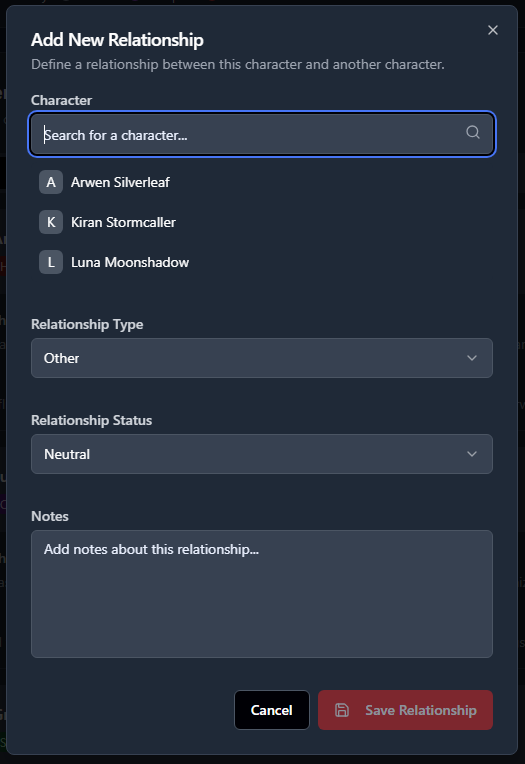 Add New Relationship
Define a relationship between this character and another character.
Character
Search for a character...
A Arwen Silverleaf
K Kiran Stormcaller
L Luna Moonshadow
Relationship Type
Other
Relationship Status
Neutral
Notes
Add notes about this relationship...
Cancel
Save Relationship